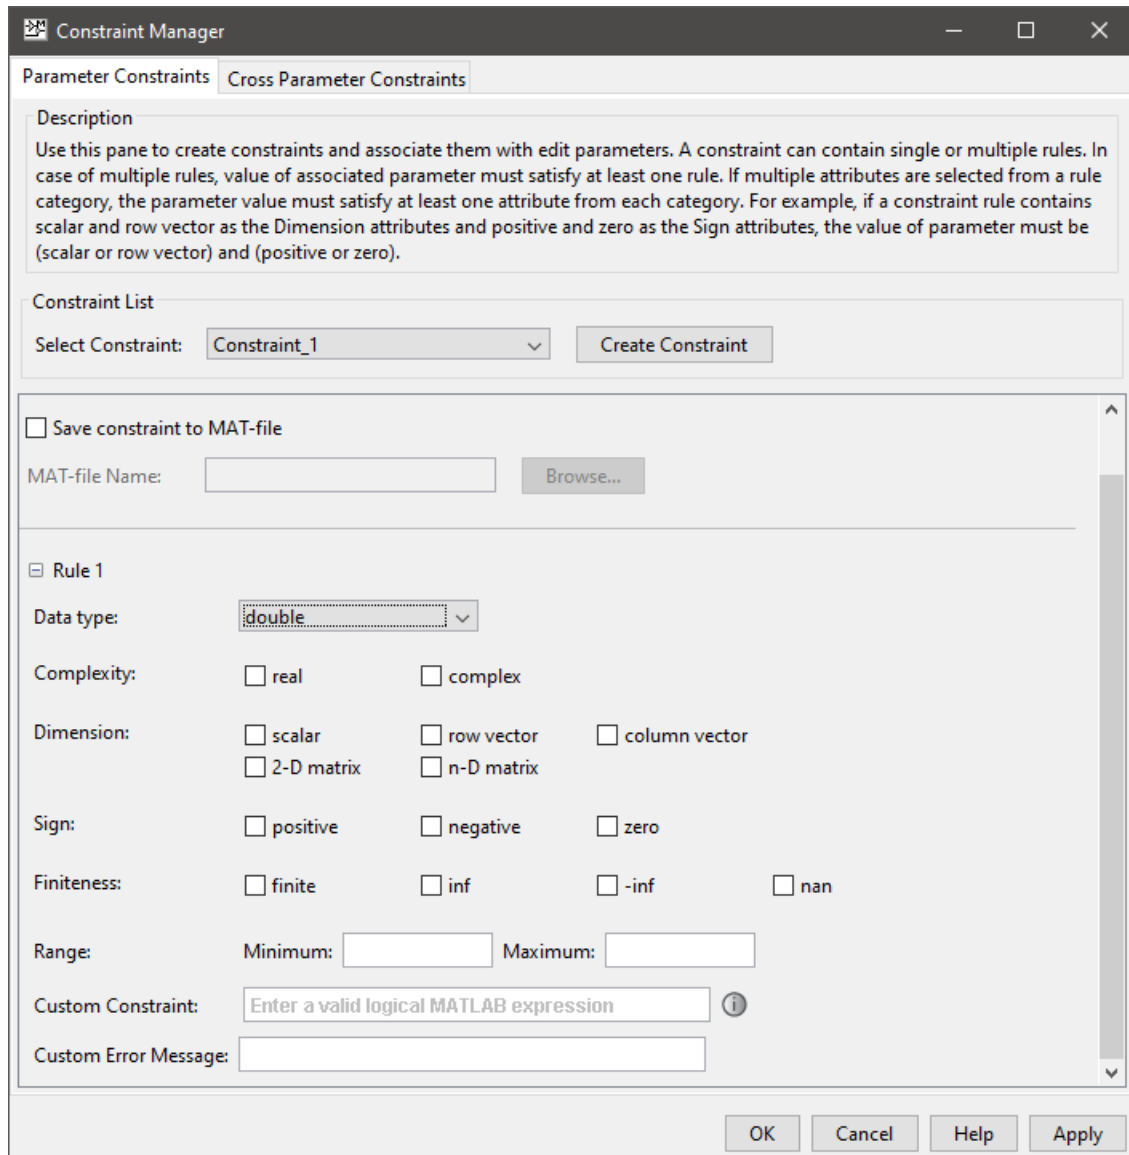 Constraint Manager
Parameter Constraints Cross Parameter Constraints
Description
Use this pane to create constraints and associate them with edit parameters. A constraint can contain single or multiple rules. In
case of multiple rules, value of associated parameter must satisfy at least one rule. If multiple attributes are selected from a rule
category, the parameter value must satisfy at least one attribute from each category. For example, if a constraint rule contains
scalar and row vector as the Dimension attributes and positive and zero as the Sign attributes, the value of parameter must be
(scalar or row vector) and (positive or zero).
Constraint List
Select Constraint: Constraint_1 Create Constraint
Save constraint to MAT-file
MAT-file Name: Browse...
Rule 1
Data type: double
Complexity: real complex
Dimension: scalar row vector column vector
2-D matrix n-D matrix
Sign: positive negative zero
Finiteness: finite inf -inf nan
Range: Minimum: Maximum:
Custom Constraint: Enter a valid logical MATLAB expression
Custom Error Message:
OK Cancel Help Apply